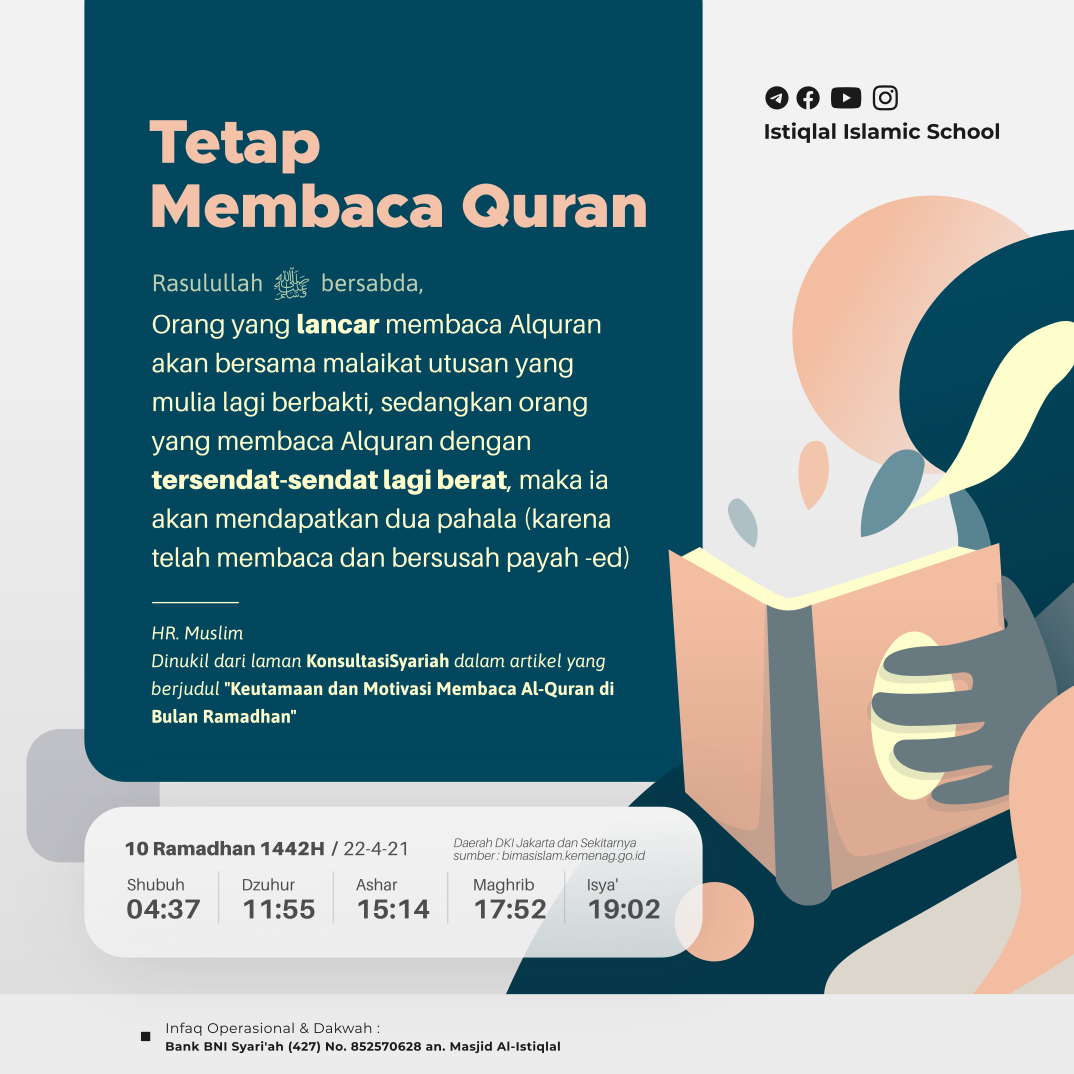 Istiqlal Islamic School
Tetap
Membaca Quran
Rasulullah ﷺ bersabda,
Orang yang lancar membaca Alquran
akan bersama malaikat utusan yang
mulia lagi berbakti, sedangkan orang
yang membaca Alquran dengan
tersendat-sendat lagi berat, maka ia
akan mendapatkan dua pahala (karena
telah membaca dan bersusah payah -ed)
HR. Muslim
Dinukil dari laman KonsultasiSyariah dalam artikel yang
berjudul "Keutamaan dan Motivasi Membaca Al-Quran di
Bulan Ramadhan"
10 Ramadhan 1442H / 22-4-21
Daerah DKI Jakarta dan Sekitarnya
sumber : bimasislam.kemenag.go.id
Shubuh Dzuhur Ashar Maghrib Isya'
04:37 11:55 15:14 17:52 19:02
Infaq Operasional & Dakwah :
Bank BNI Syari'ah (427) No. 852570628 an. Masjid Al-Istiqlal